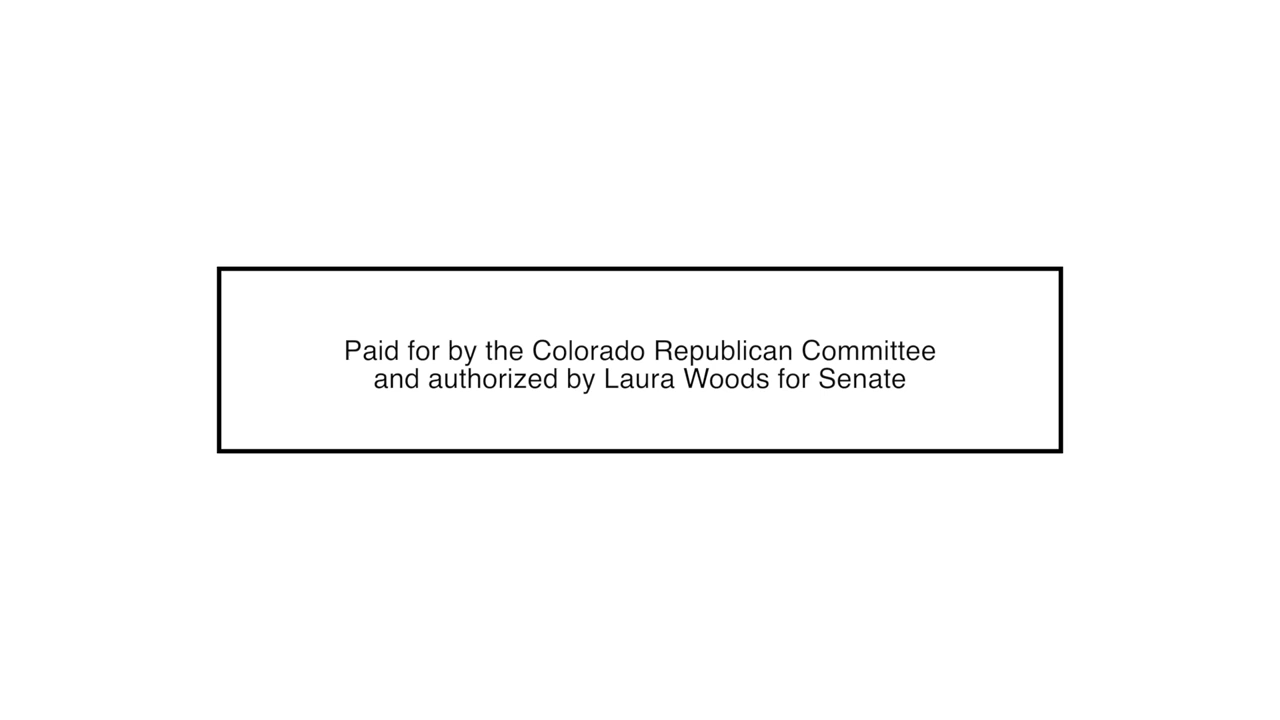 Paid for by the Colorado Republican Committee
and authorized by Laura Woods for Senate